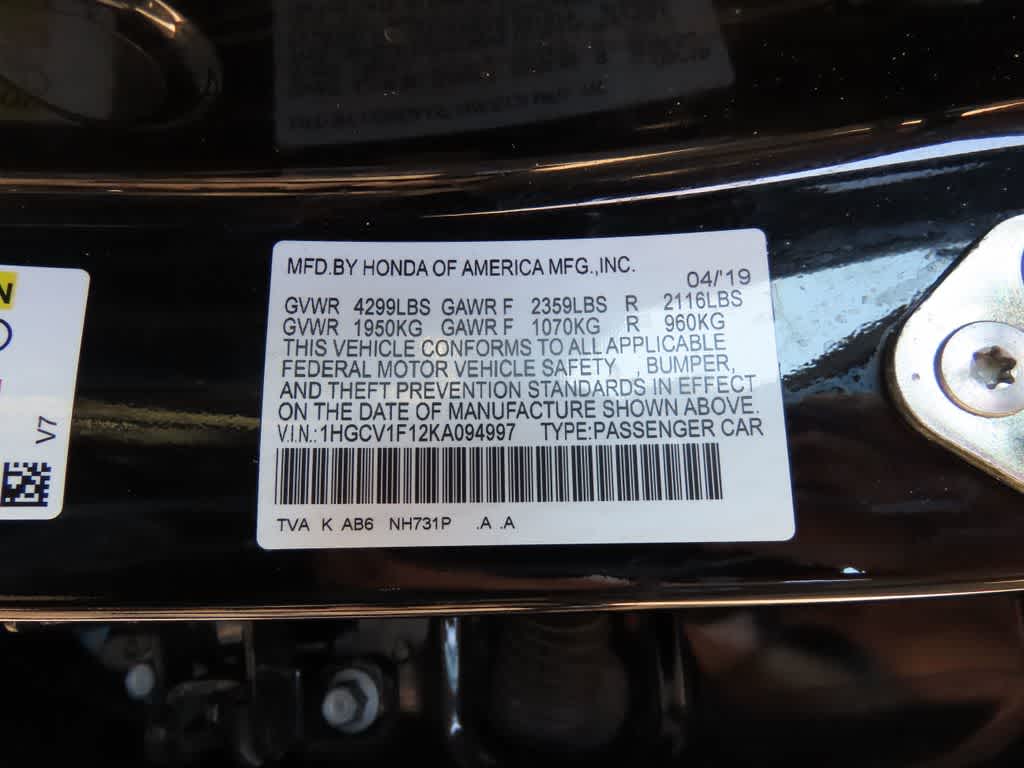 MFD.BY HONDA OF AMERICA MFG.,INC.
04/'19
GVWR 4299LBS GAWR F 2359LBS R 2116LBS
GVWR 1950KG GAWR F 1070KG R 960KG
THIS VEHICLE CONFORMS TO ALL APPLICABLE
FEDERAL MOTOR VEHICLE SAFETY , BUMPER,
AND THEFT PREVENTION STANDARDS IN EFFECT
ON THE DATE OF MANUFACTURE SHOWN ABOVE.
V.I.N.:1HGCV1F12KA094997 TYPE:PASSENGER CAR
TVA K AB6 NH731P .A .A
N
V7